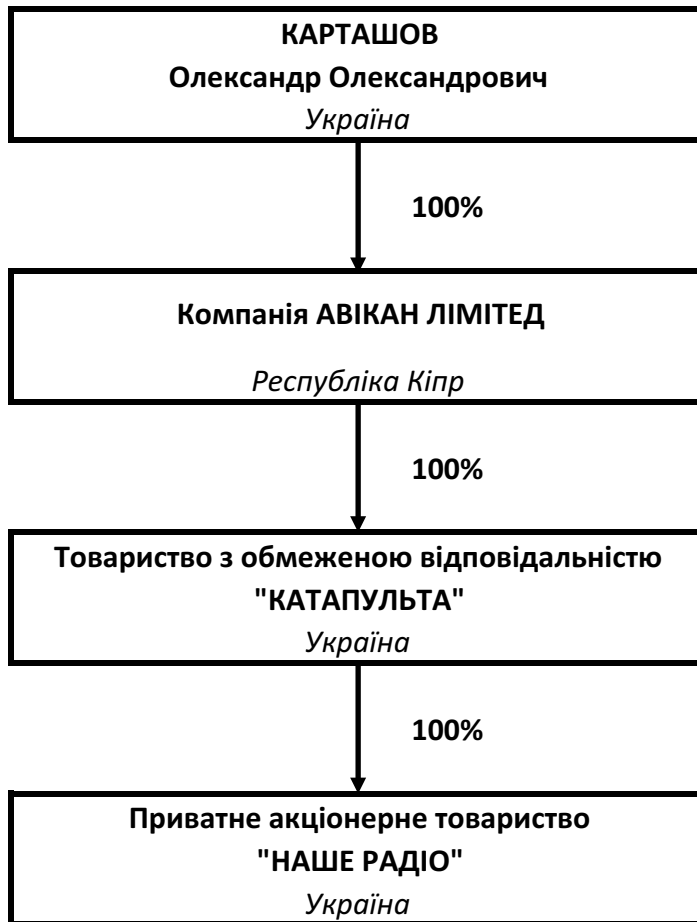 КАРТАШОВ
Олександр Олександрович
Україна
100%
Компанія АВІКАН ЛІМІТЕД
Республіка Кіпр
100%
Товариство з обмеженою відповідальністю
"КАТАПУЛЬТА"
Україна
100%
Приватне акціонерне товариство
"НАШЕ РАДІО"
Україна